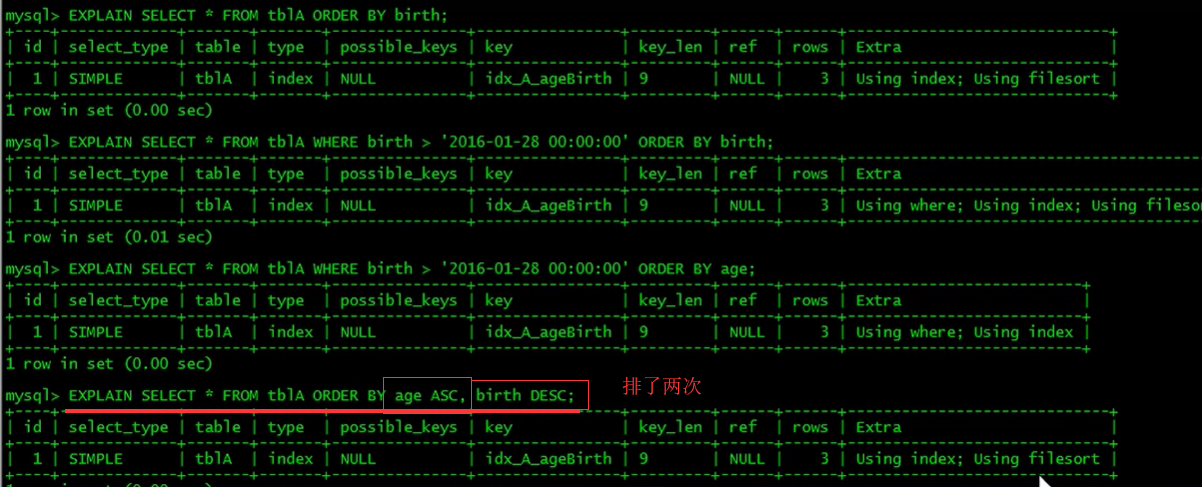 mysql> EXPLAIN SELECT * FROM tblA ORDER BY birth;
| id | select_type | table | type | possible_keys | key | key_len | ref | rows | Extra |
| 1 | SIMPLE | tblA | index | NULL | idx_A_ageBirth | 9 | NULL | 3 | Using index; Using filesort |
1 row in set (0.00 sec)
mysql> EXPLAIN SELECT * FROM tblA WHERE birth > '2016-01-28 00:00:00' ORDER BY birth;
| id | select_type | table | type | possible_keys | key | key_len | ref | rows | Extra
| 1 | SIMPLE | tblA | index | NULL | idx_A_ageBirth | 9 | NULL | 3 | Using where; Using index; Using fileso
1 row in set (0.01 sec)
mysql> EXPLAIN SELECT * FROM tblA WHERE birth > '2016-01-28 00:00:00' ORDER BY age;
| id | select_type | table | type | possible_keys | key | key_len | ref | rows | Extra |
| 1 | SIMPLE | tblA | index | NULL | idx_A_ageBirth | 9 | NULL | 3 | Using where; Using index |
1 row in set (0.00 sec)
mysql> EXPLAIN SELECT * FROM tblA ORDER BY age ASC, birth DESC; 排了两次
| id | select_type | table | type | possible_keys | key | key_len | ref | rows | Extra |
| 1 | SIMPLE | tblA | index | NULL | idx_A_ageBirth | 9 | NULL | 3 | Using index; Using filesort |